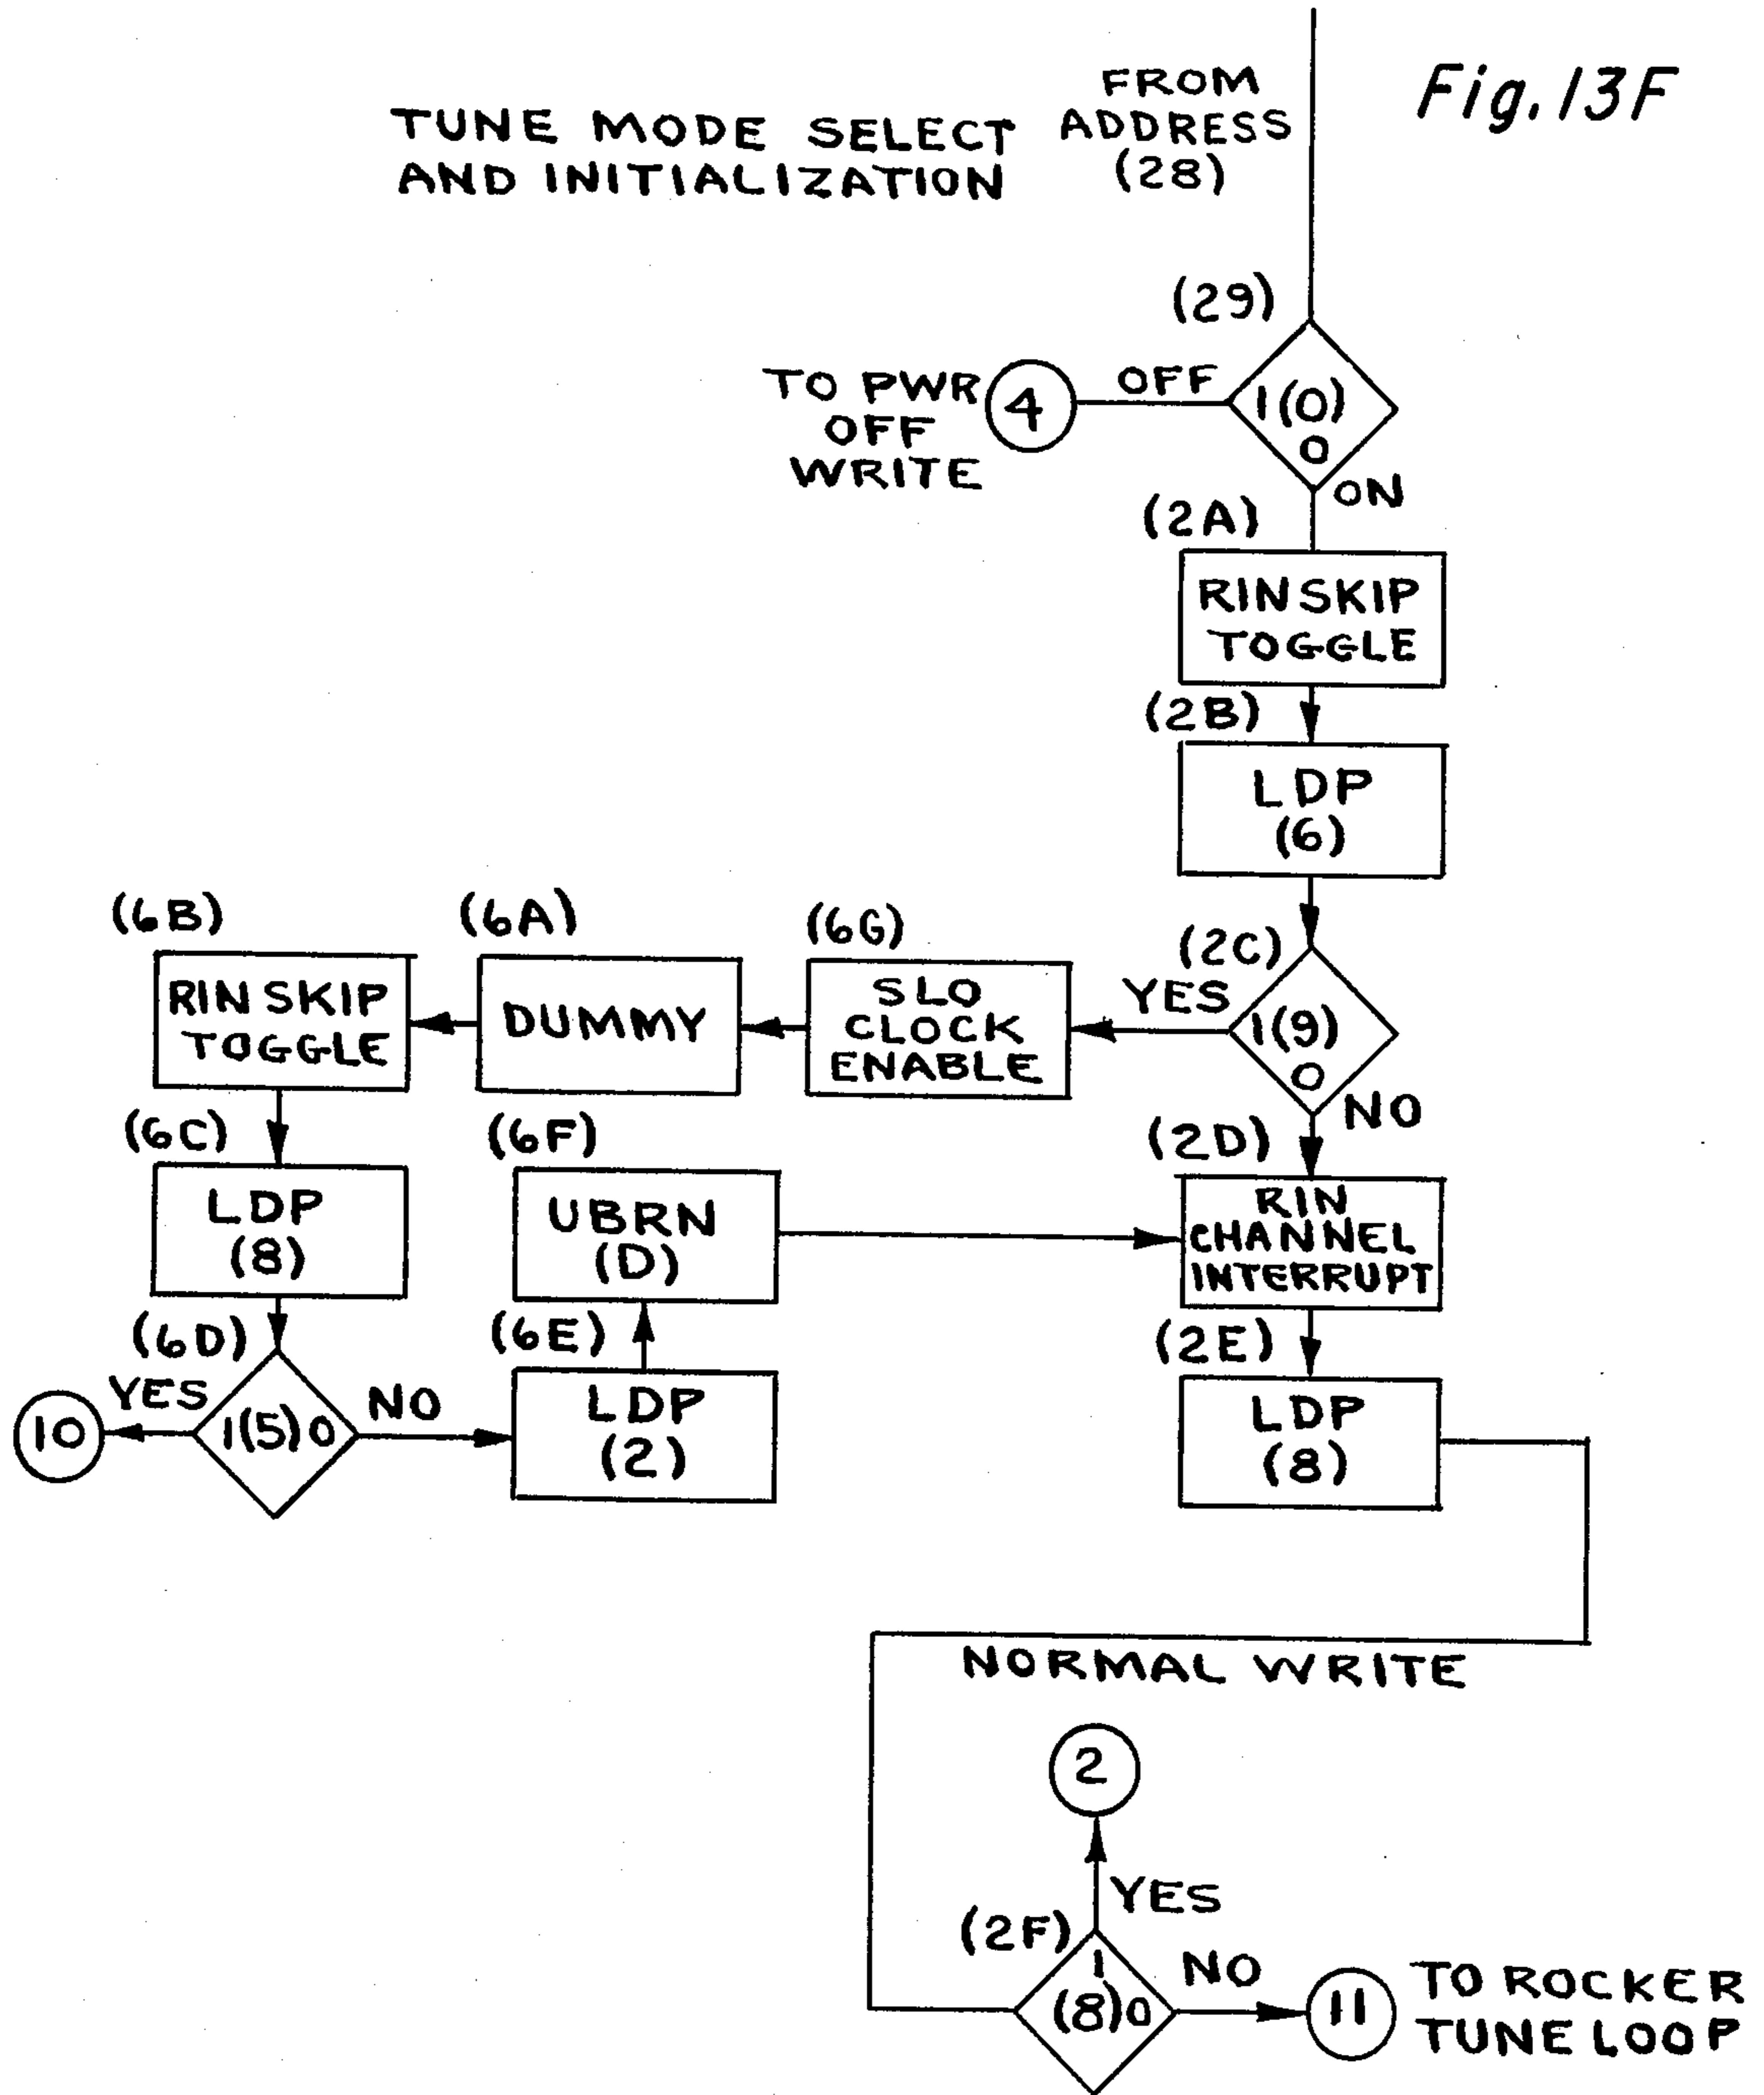 Fig. 13F
TUNE MODE SELECT
AND INITIALIZATION
FROM
ADDRESS
(28)
(29)
1(0)
0
OFF
4
TO PWR
OFF
WRITE
ON
(2A)
RIN SKIP
TOGGLE
(2B)
LDP
(6)
(2C)
YES
1(9)
0
NO
(6G)
SLO
CLOCK
ENABLE
(6A)
DUMMY
(6B)
RIN SKIP
TOGGLE
(6C)
LDP
(8)
(6D)
YES
1(5)0
NO
10
(6E)
LDP
(2)
(6F)
UBRN
(D)
(2D)
RIN
CHANNEL
INTERRUPT
(2E)
LDP
(8)
NORMAL WRITE
2
YES
(2F)
1
(8)0
NO
11
TO ROCKER
TUNE LOOP